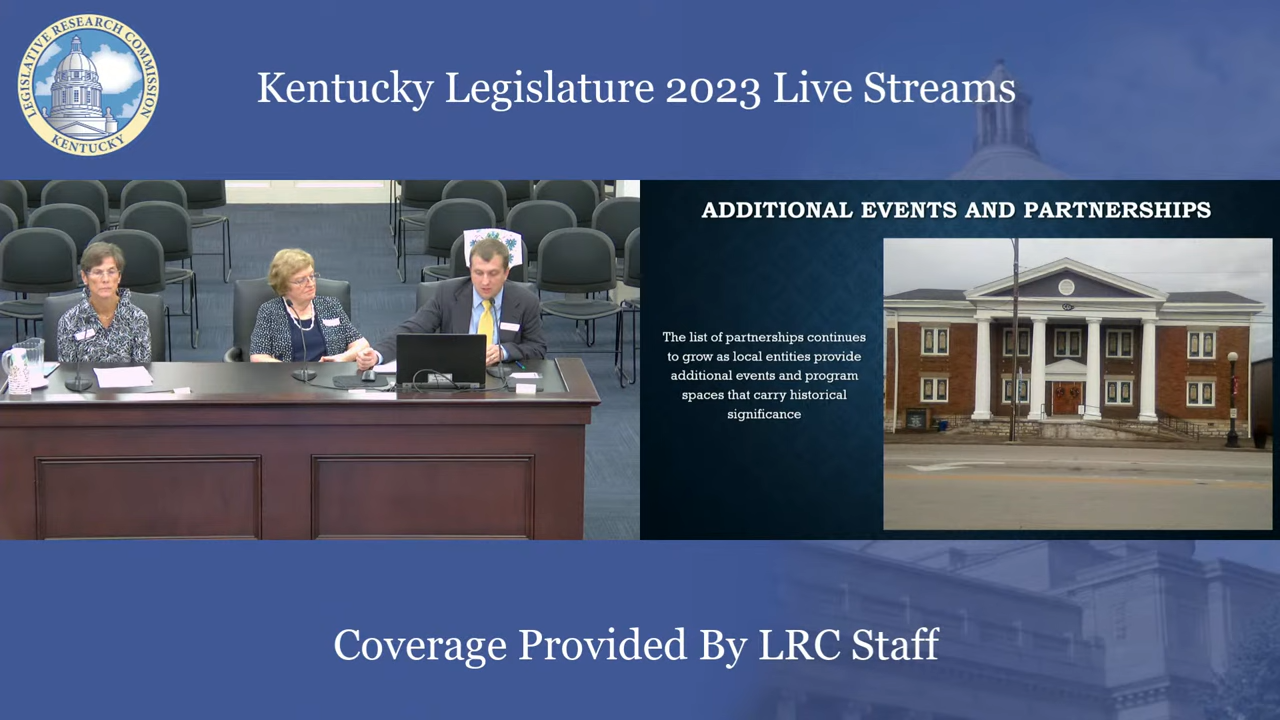 LEGISLATIVE RESEARCH COMMISSION
KENTUCKY
Kentucky Legislature 2023 Live Streams
ADDITIONAL EVENTS AND PARTNERSHIPS
The list of partnerships continues
to grow as local entities provide
additional events and program
spaces that carry historical
significance
Coverage Provided By LRC Staff